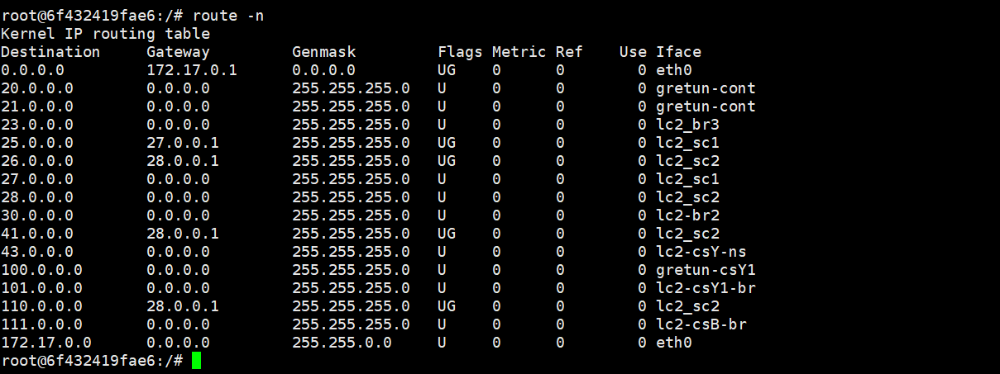 root@6f432419fae6:/# route -n
Kernel IP routing table
Destination     Gateway         Genmask         Flags Metric Ref    Use Iface
0.0.0.0         172.17.0.1      0.0.0.0         UG    0      0        0 eth0
20.0.0.0        0.0.0.0         255.255.255.0   U     0      0        0 gretun-cont
21.0.0.0        0.0.0.0         255.255.255.0   U     0      0        0 gretun-cont
23.0.0.0        0.0.0.0         255.255.255.0   U     0      0        0 lc2_br3
25.0.0.0        27.0.0.1        255.255.255.0   UG    0      0        0 lc2_sc1
26.0.0.0        28.0.0.1        255.255.255.0   UG    0      0        0 lc2_sc2
27.0.0.0        0.0.0.0         255.255.255.0   U     0      0        0 lc2_sc1
28.0.0.0        0.0.0.0         255.255.255.0   U     0      0        0 lc2_sc2
30.0.0.0        0.0.0.0         255.255.255.0   U     0      0        0 lc2-br2
41.0.0.0        28.0.0.1        255.255.255.0   UG    0      0        0 lc2_sc2
43.0.0.0        0.0.0.0         255.255.255.0   U     0      0        0 lc2-csY-ns
100.0.0.0       0.0.0.0         255.255.255.0   U     0      0        0 gretun-csY1
101.0.0.0       0.0.0.0         255.255.255.0   U     0      0        0 lc2-csY1-br
110.0.0.0       28.0.0.1        255.255.255.0   UG    0      0        0 lc2_sc2
111.0.0.0       0.0.0.0         255.255.255.0   U     0      0        0 lc2-csB-br
172.17.0.0      0.0.0.0         255.255.0.0     U     0      0        0 eth0
root@6f432419fae6:/#